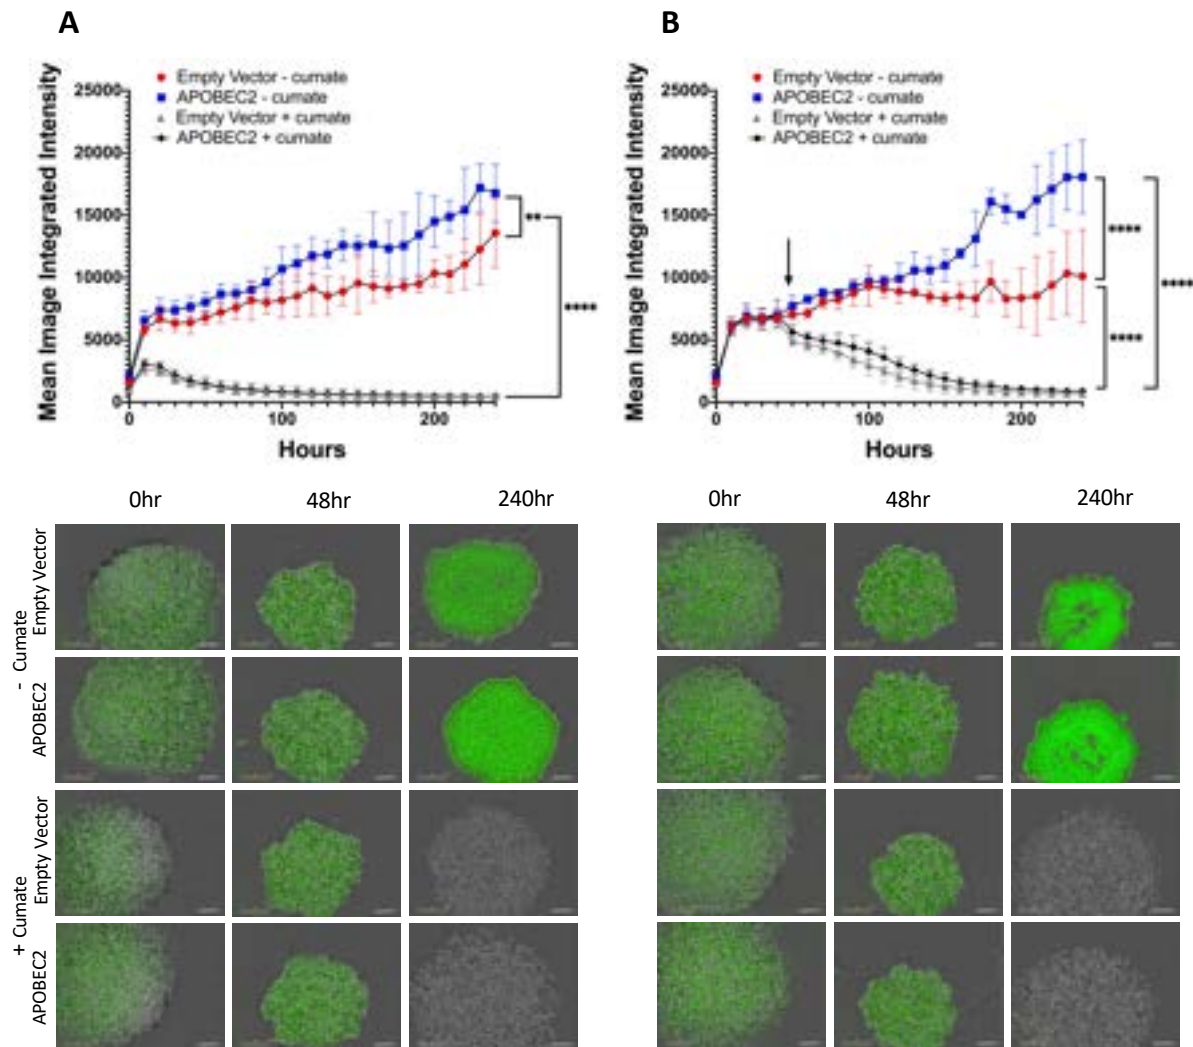 A
Empty Vector - cumate
APOBEC2 - cumate
Empty Vector + cumate
APOBEC2 + cumate
Mean Image Integrated Intensity
25000
20000
15000
10000
5000
0
0
100
200
Hours
**
****
B
Empty Vector - cumate
APOBEC2 - cumate
Empty Vector + cumate
APOBEC2 + cumate
Mean Image Integrated Intensity
25000
20000
15000
10000
5000
0
0
100
200
Hours
****
****
****
0hr
48hr
240hr
0hr
48hr
240hr
- Cumate
Empty Vector
APOBEC2
+ Cumate
Empty Vector
APOBEC2